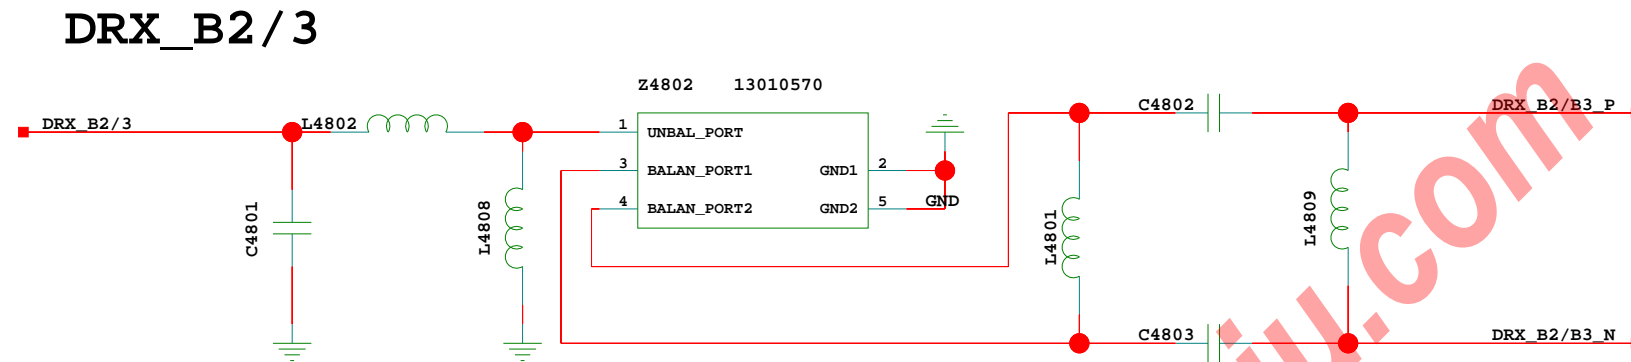 DRX_B2/3
Z4802 13010570
DRX_B2/3
L4802
1 UNBAL_PORT
3 BALAN_PORT1 GND1 2
4 BALAN_PORT2 GND2 5
GND
C4801
L4808
C4802
DRX_B2/B3_P
L4801
L4809
C4803
DRX_B2/B3_N
.com